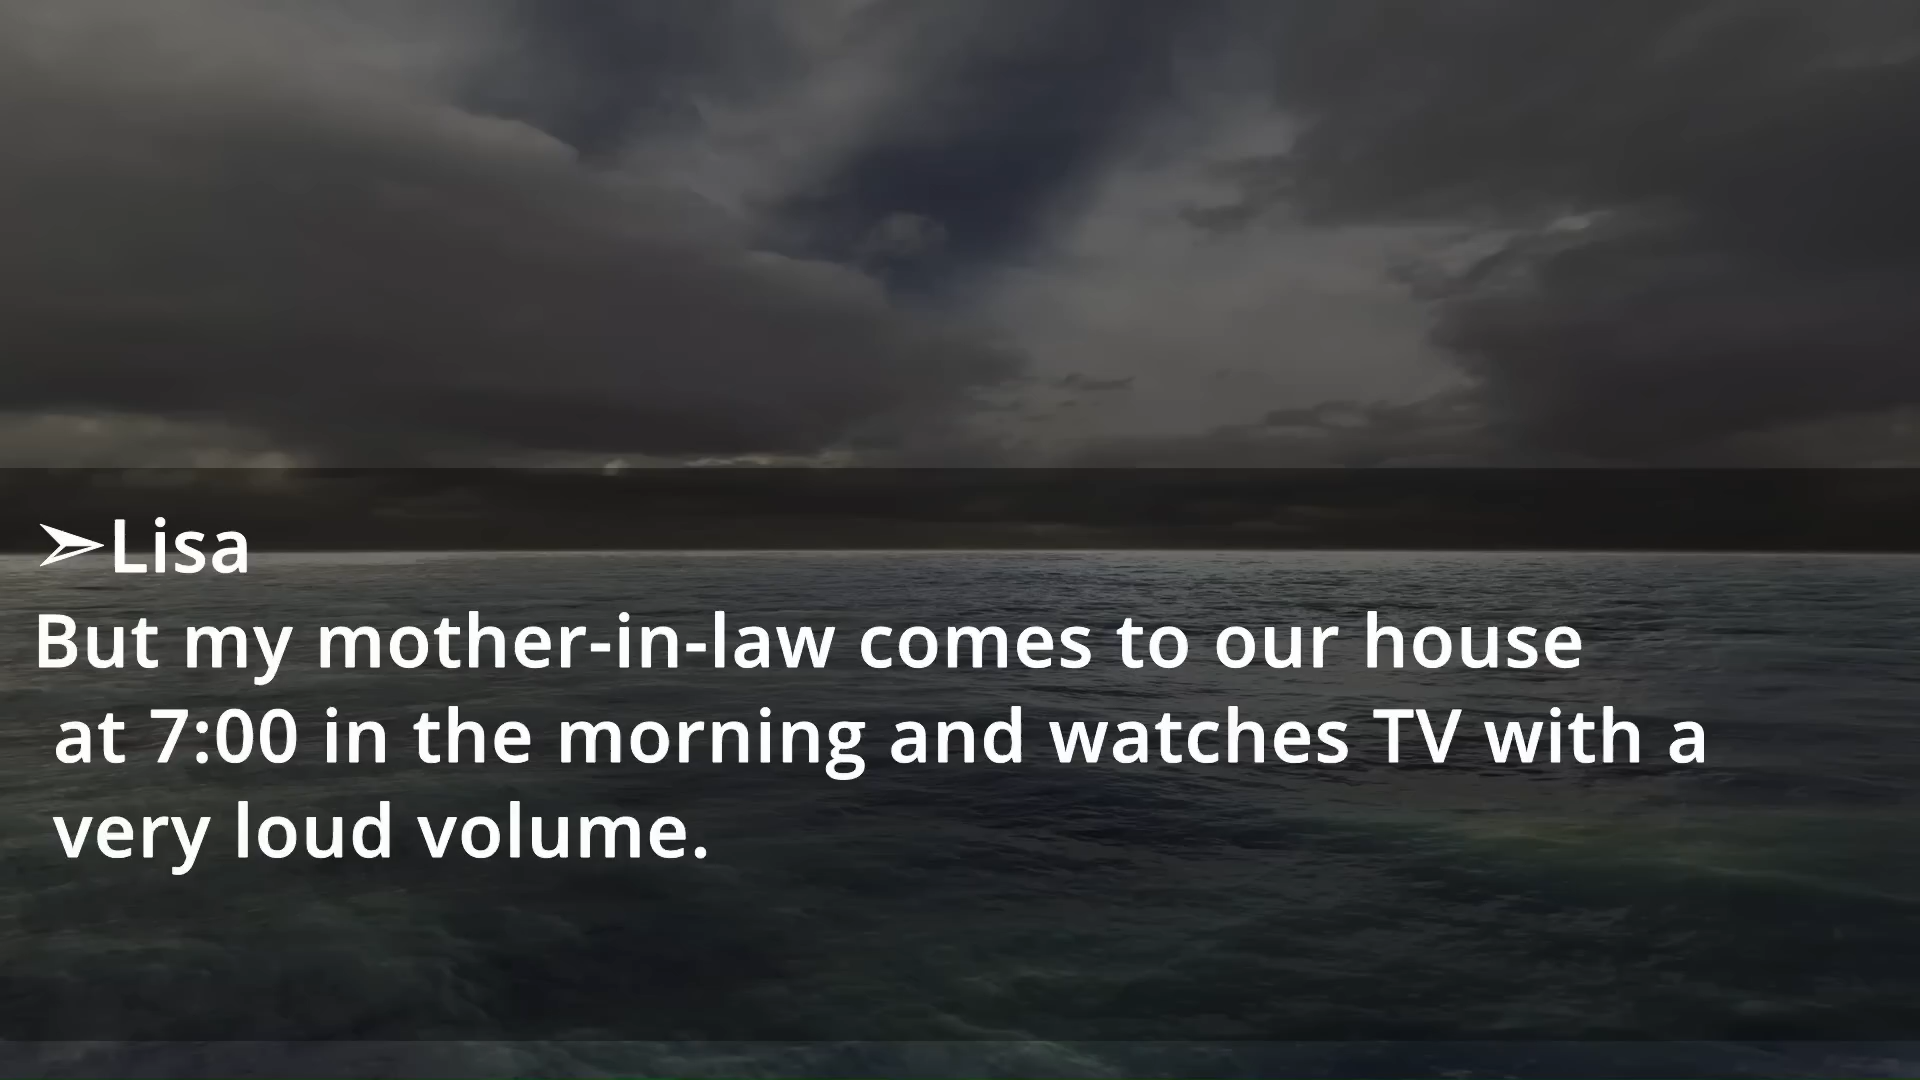 ➢Lisa
But my mother-in-law comes to our house
at 7:00 in the morning and watches TV with a
very loud volume.